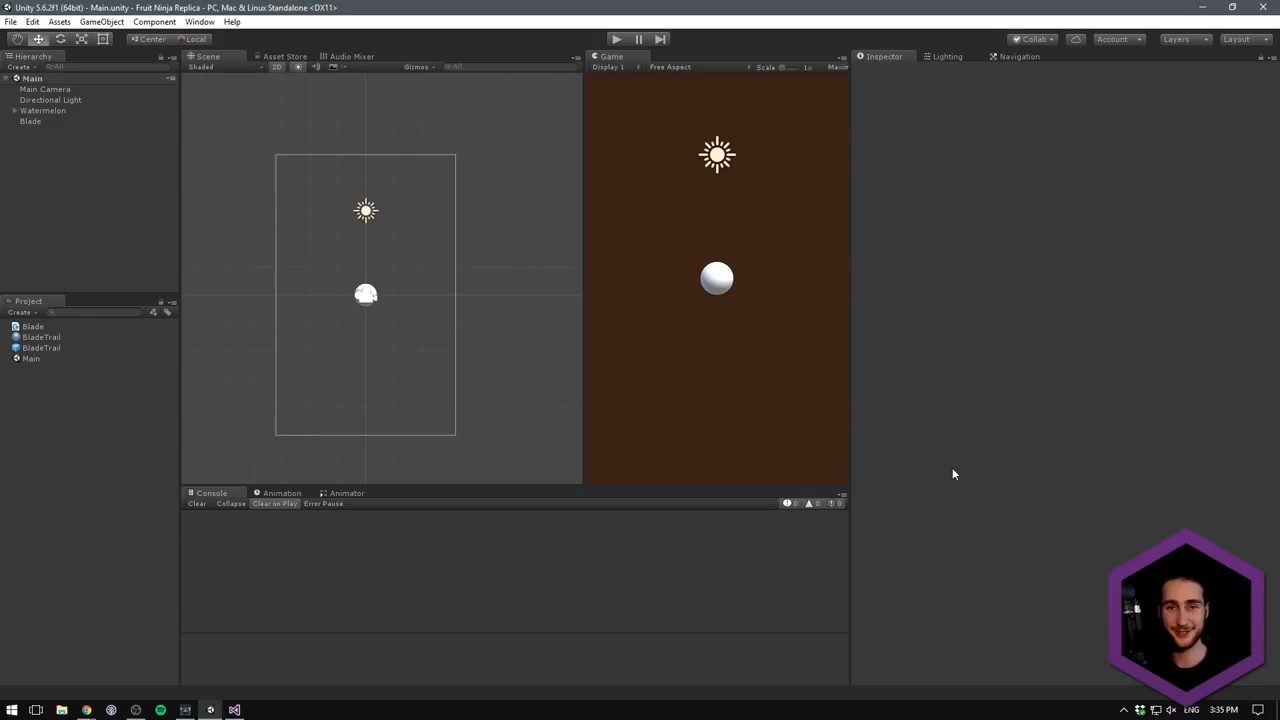 Unity 5.6.2f1 (64bit) - Main.unity - Fruit Ninja Replica - PC, Mac & Linux Standalone <DX11>
File Edit Assets GameObject Component Window Help
Center Local Collab Account Layers Layout
Hierarchy Scene Asset Store Audio Mixer Game Inspector Lighting Navigation
Create All Shaded 2D Gizmos All Display 1 Free Aspect Scale 1x
Main
Main Camera
Directional Light
Watermelon
Blade
Project
Create
Blade
BladeTrail
BladeTrail
Main
Console Animation Animator
Clear Collapse Clear on Play Error Pause 0 0 0
ENG 3:35 PM